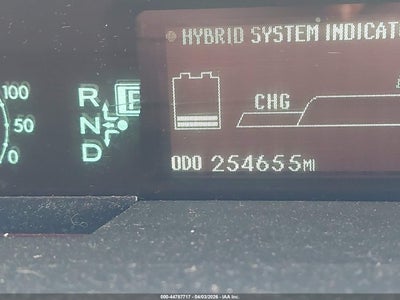 HYBRID SYSTEM INDICAT
100
50
0
R
N
D
CHG
ODO 254655MI
000-44787717 - 04/03/2026 - IAA Inc.